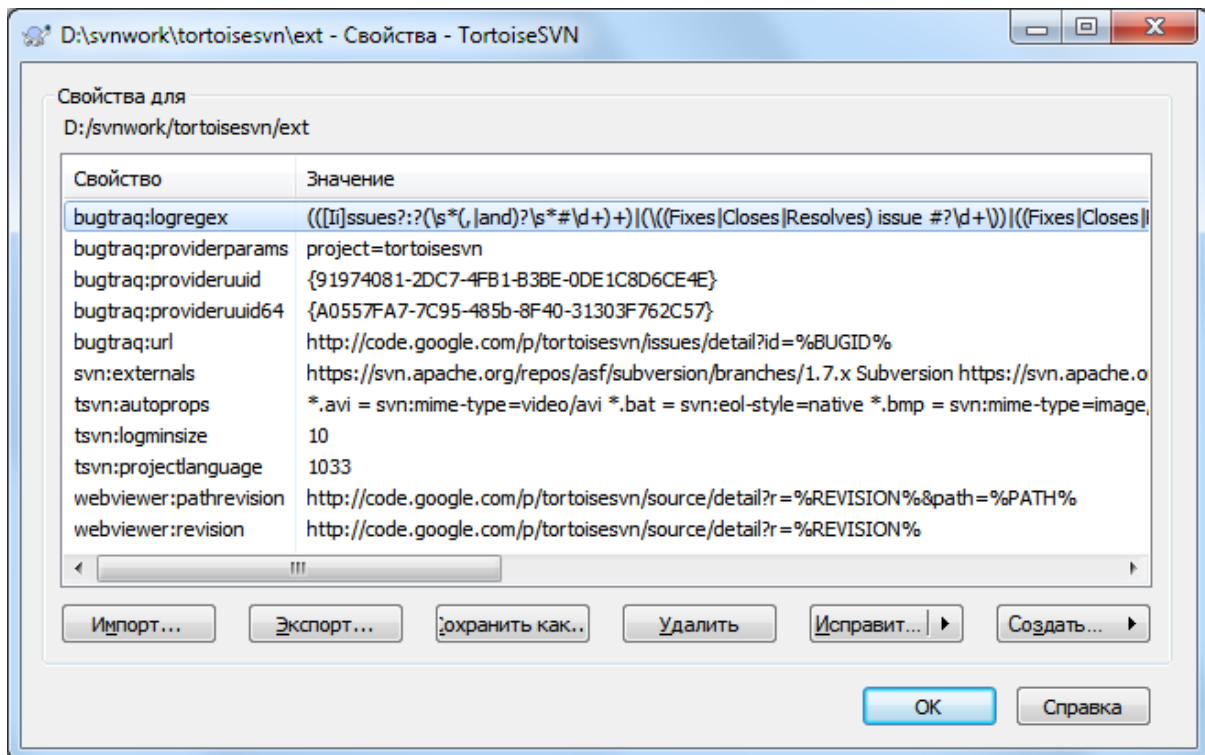 D:\svnwork\tortoisesvn\ext - Свойства - TortoiseSVN
Свойства для
D:/svnwork/tortoisesvn/ext
Свойство Значение
bugtraq:logregex (([Ii]ssues?:?(\s*(,|and)?\s*#\d+)+)|(\((Fixes|Closes|Resolves) issue #?\d+\))|((Fixes|Closes|
bugtraq:providerparams project=tortoisesvn
bugtraq:provideruuid {91974081-2DC7-4FB1-B3BE-0DE1C8D6CE4E}
bugtraq:provideruuid64 {A0557FA7-7C95-485b-8F40-31303F762C57}
bugtraq:url http://code.google.com/p/tortoisesvn/issues/detail?id=%BUGID%
svn:externals https://svn.apache.org/repos/asf/subversion/branches/1.7.x Subversion https://svn.apache.o
tsvn:autoprops *.avi = svn:mime-type=video/avi *.bat = svn:eol-style=native *.bmp = svn:mime-type=image
tsvn:logminsize 10
tsvn:projectlanguage 1033
webviewer:pathrevision http://code.google.com/p/tortoisesvn/source/detail?r=%REVISION%&path=%PATH%
webviewer:revision http://code.google.com/p/tortoisesvn/source/detail?r=%REVISION%
Импорт... Экспорт... Сохранить как.. Удалить Исправит... Создать...
OK Справка